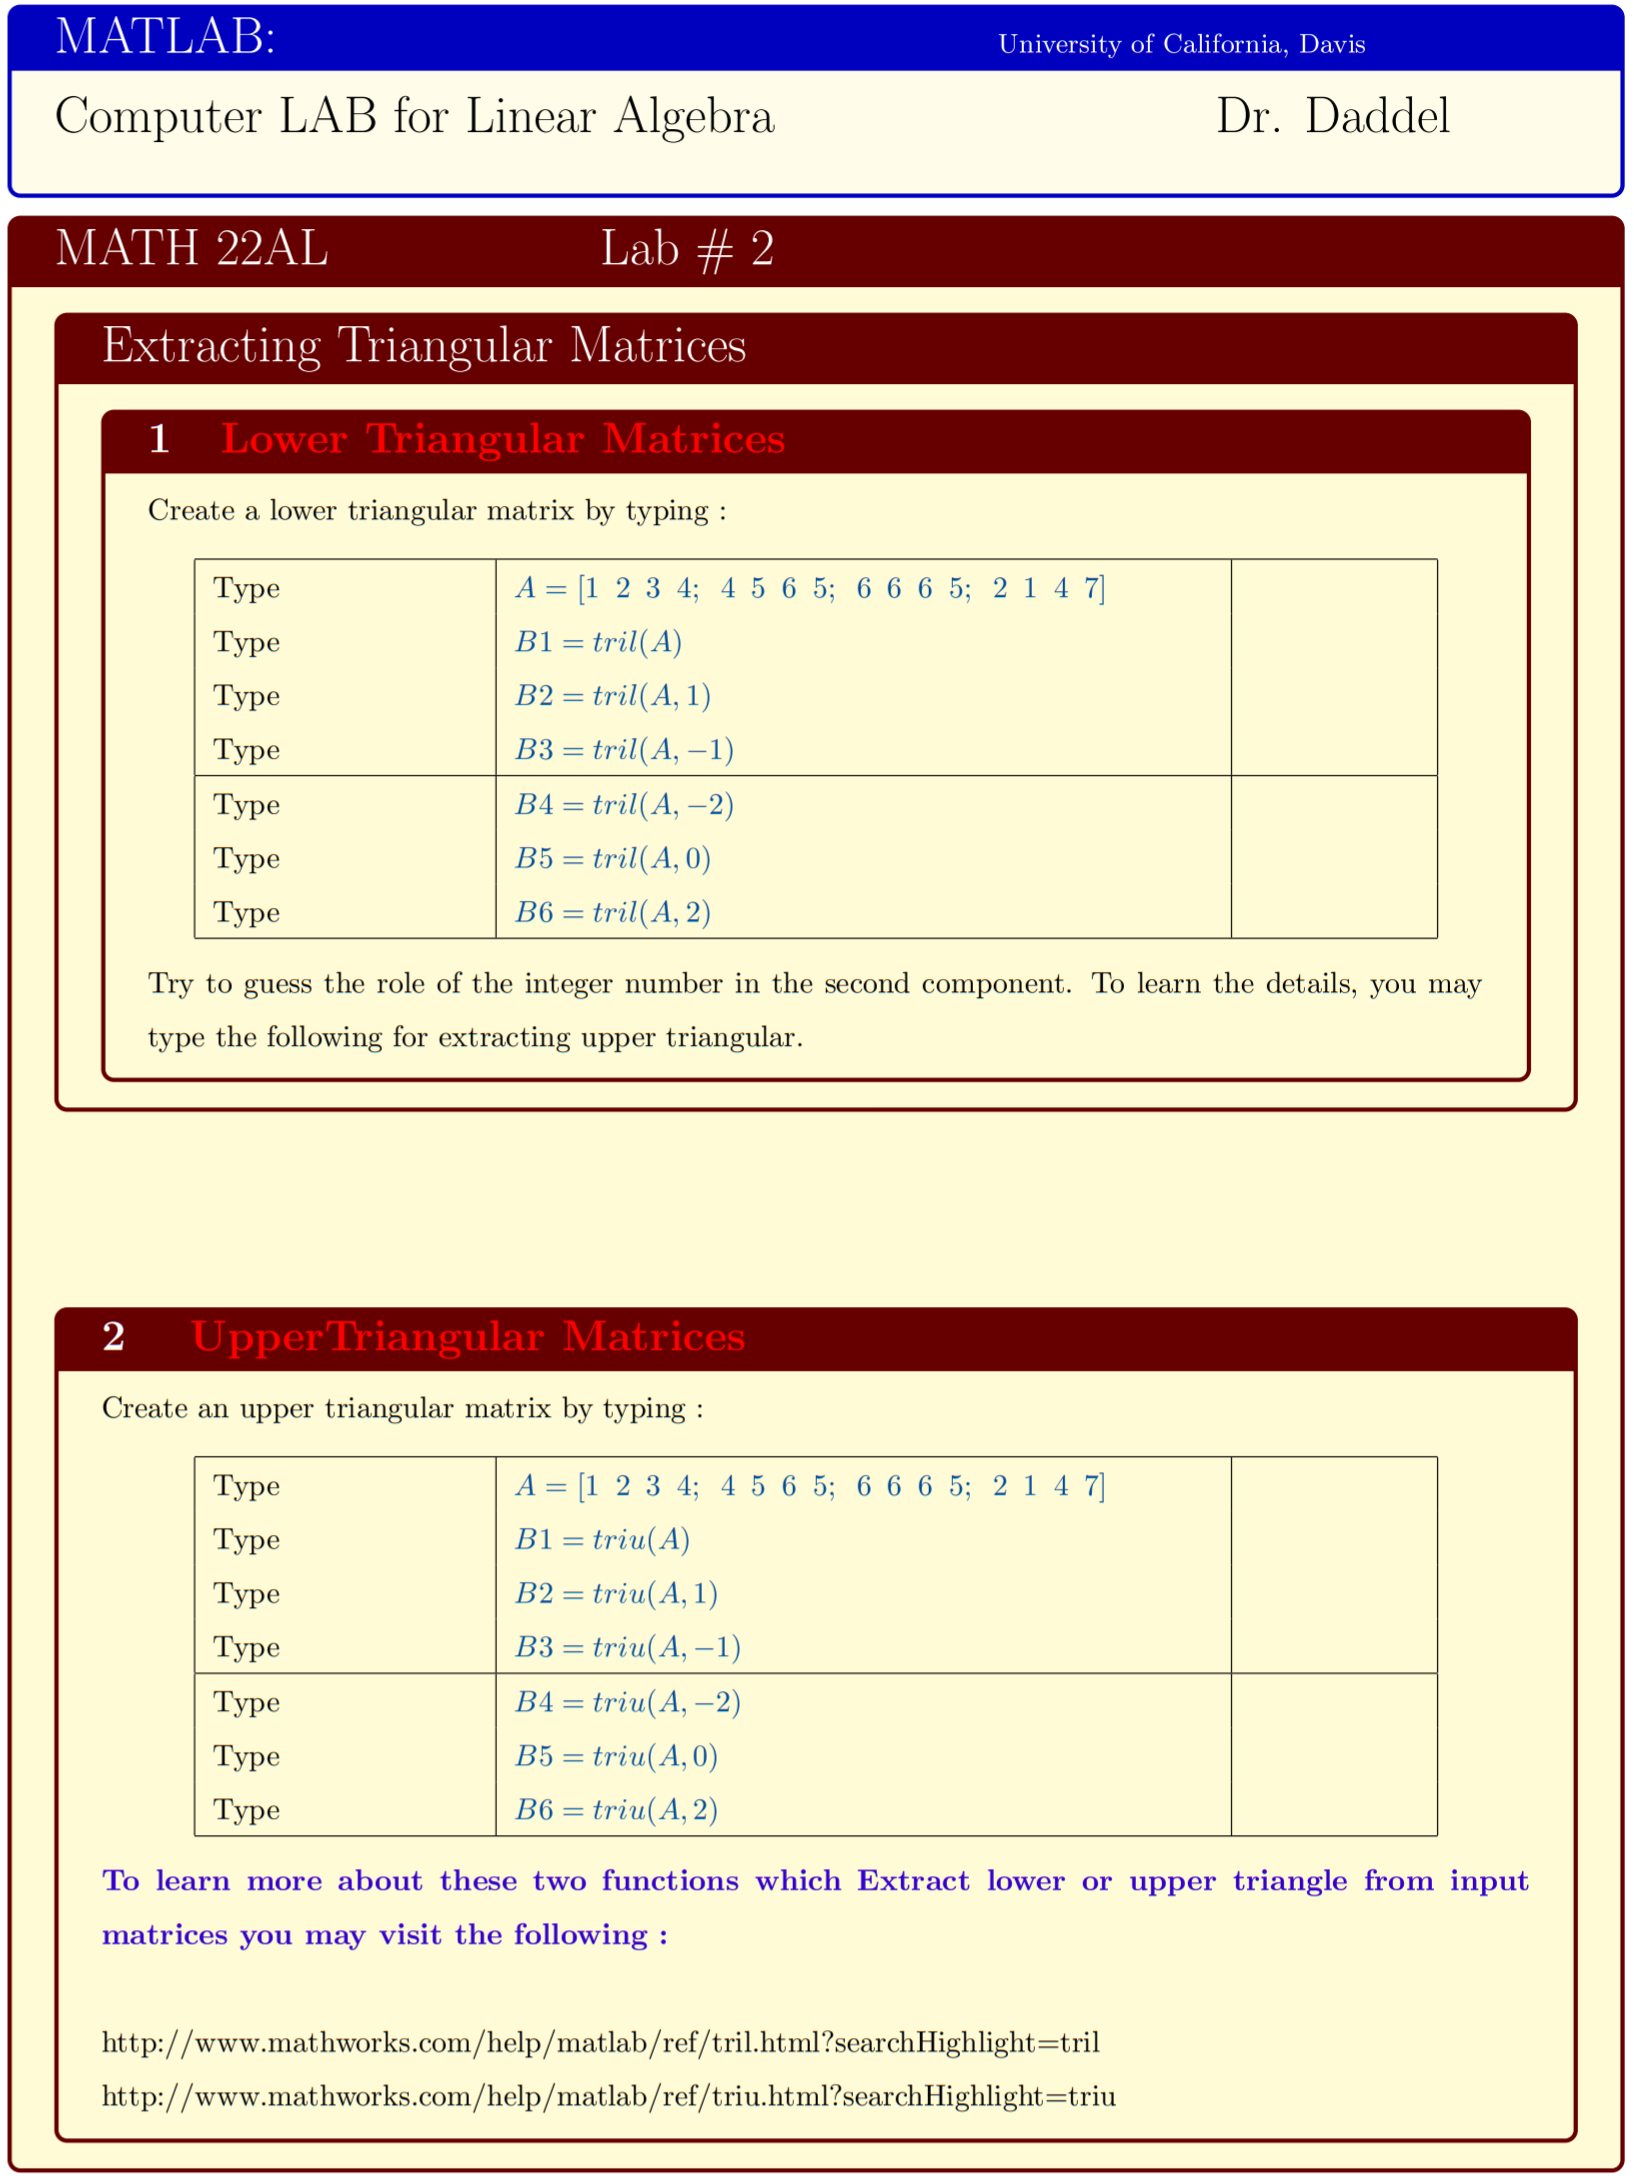 MATLAB: University of California, Davis
Computer LAB for Linear Algebra Dr. Daddel
MATH 22AL Lab # 2
Extracting Triangular Matrices
1 Lower Triangular Matrices
Create a lower triangular matrix by typing :
Type A = [1 2 3 4; 4 5 6 5; 6 6 6 5; 2 1 4 7]
Type B1 = tril(A)
Type B2 = tril(A, 1)
Type B3 = tril(A, −1)
Type B4 = tril(A, −2)
Type B5 = tril(A, 0)
Type B6 = tril(A, 2)
Try to guess the role of the integer number in the second component. To learn the details, you may
type the following for extracting upper triangular.
2 UpperTriangular Matrices
Create an upper triangular matrix by typing :
Type A = [1 2 3 4; 4 5 6 5; 6 6 6 5; 2 1 4 7]
Type B1 = triu(A)
Type B2 = triu(A, 1)
Type B3 = triu(A, −1)
Type B4 = triu(A, −2)
Type B5 = triu(A, 0)
Type B6 = triu(A, 2)
To learn more about these two functions which Extract lower or upper triangle from input
matrices you may visit the following :
http://www.mathworks.com/help/matlab/ref/tril.html?searchHighlight=tril
http://www.mathworks.com/help/matlab/ref/triu.html?searchHighlight=triu